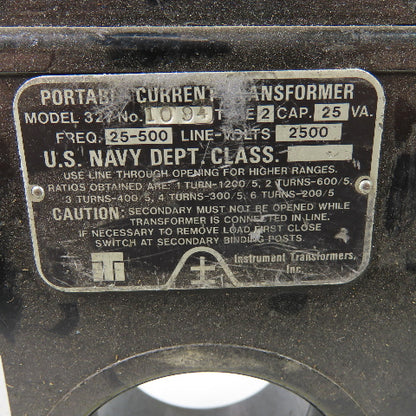 PORTABLE CURRENT TRANSFORMER
MODEL 327 No. 1094 TYPE 2 CAP. 25 VA.
FREQ. 25-500 LINE-VOLTS 2500
U.S. NAVY DEPT. CLASS.
USE LINE THROUGH OPENING FOR HIGHER RANGES.
RATIOS OBTAINED ARE: 1 TURN-1200/5, 2 TURNS-600/5,
3 TURNS-400/5, 4 TURNS-300/5, 6 TURNS-200/5
CAUTION: SECONDARY MUST NOT BE OPENED WHILE
TRANSFORMER IS CONNECTED IN LINE.
IF NECESSARY TO REMOVE LOAD FIRST CLOSE
SWITCH AT SECONDARY BINDING POSTS.
ITI
±
Instrument Transformers,
Inc.